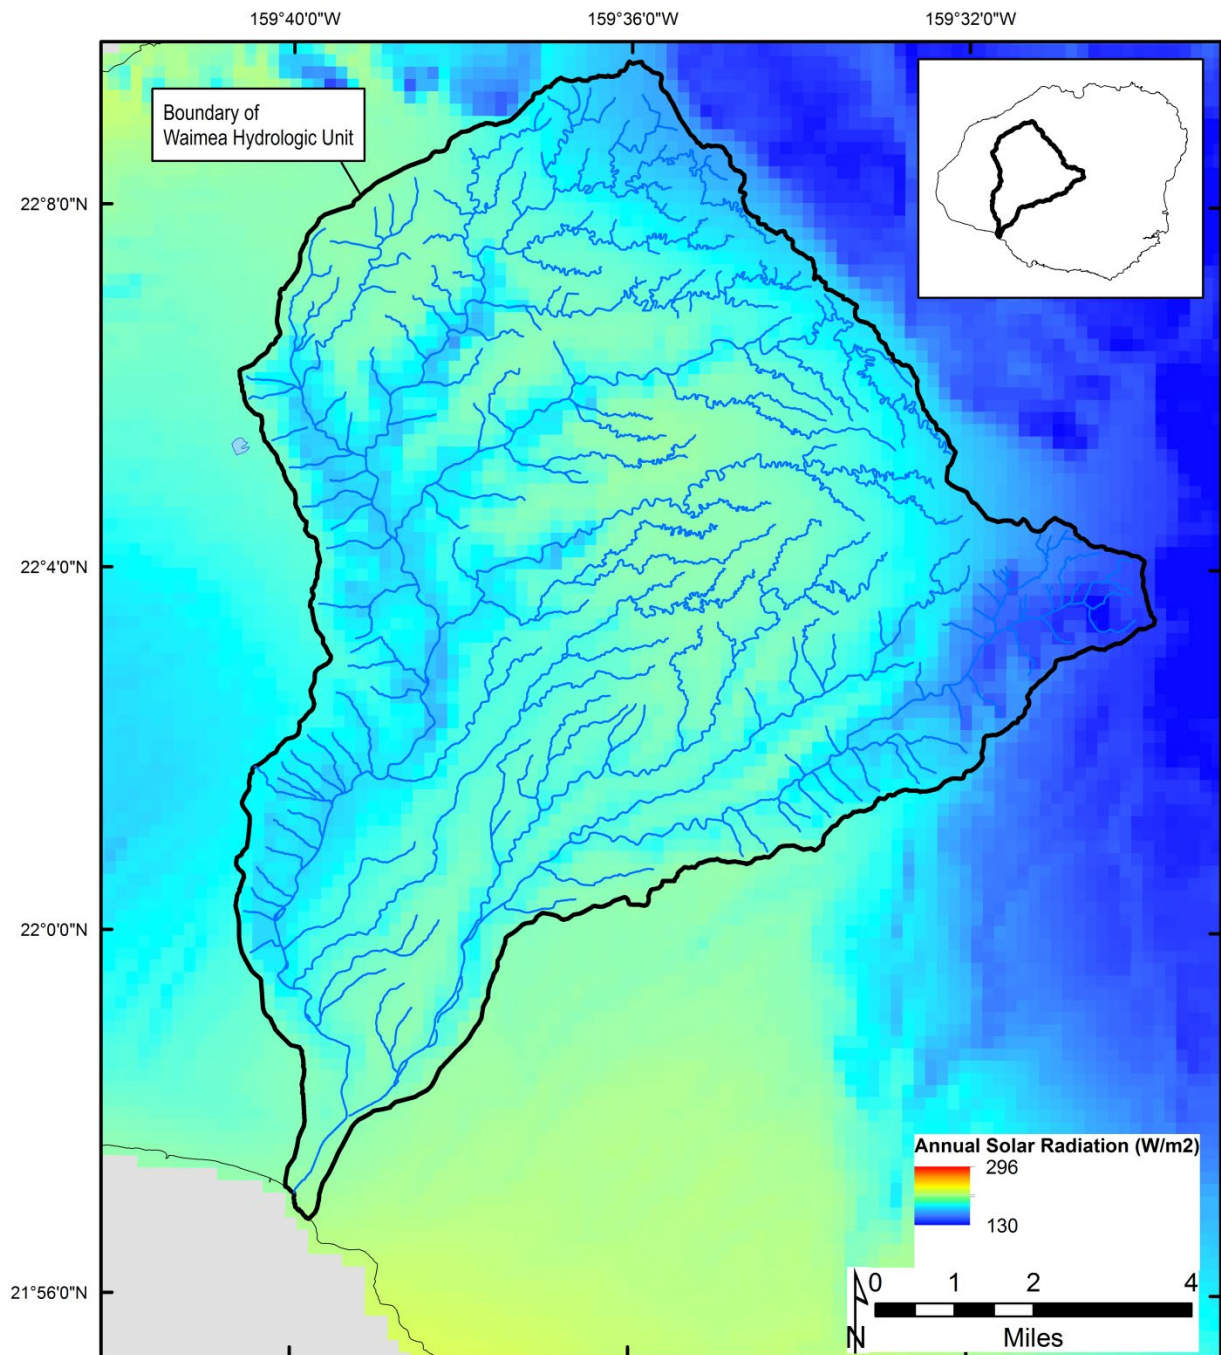 159°40'0"W
159°36'0"W
159°32'0"W
Boundary of
Waimea Hydrologic Unit
22°8'0"N
22°4'0"N
22°0'0"N
21°56'0"N
Annual Solar Radiation (W/m2)
296
130
0 1 2 4
N
Miles